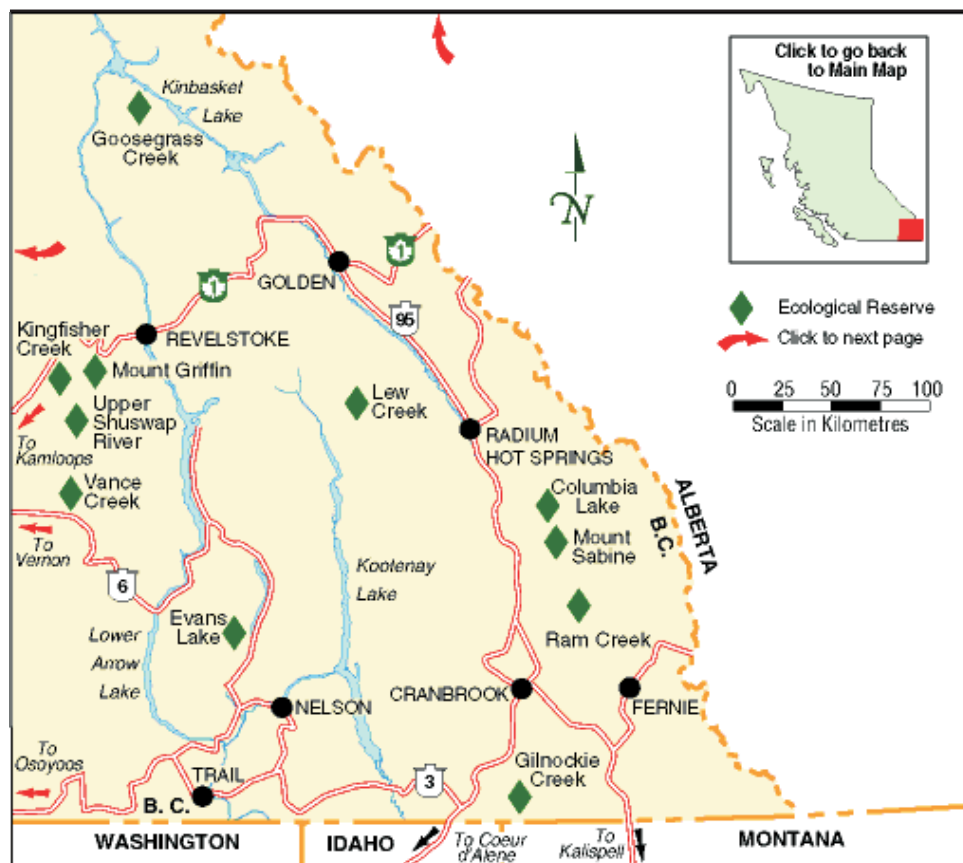 Click to go back
to Main Map
Kinbasket
Lake
Goosegrass
Creek
N
1
GOLDEN
1
95
Ecological Reserve
Click to next page
Kingfisher
Creek
REVELSTOKE
Mount Griffin
Lew
Creek
0 25 50 75 100
Scale in Kilometres
Upper
Shuswap
River
To
Kamloops
RADIUM
HOT SPRINGS
Vance
Creek
Columbia
Lake
Mount
Sabine
ALBERTA
B.C.
To
Vernon
6
Kootenay
Lake
Evans
Lake
Lower
Arrow
Lake
Ram Creek
CRANBROOK
NELSON
FERNIE
To
Osoyoos
TRAIL
Gilnockie
Creek
3
B. C.
WASHINGTON
IDAHO
To Coeur
d'Alene
To
Kalispell
MONTANA